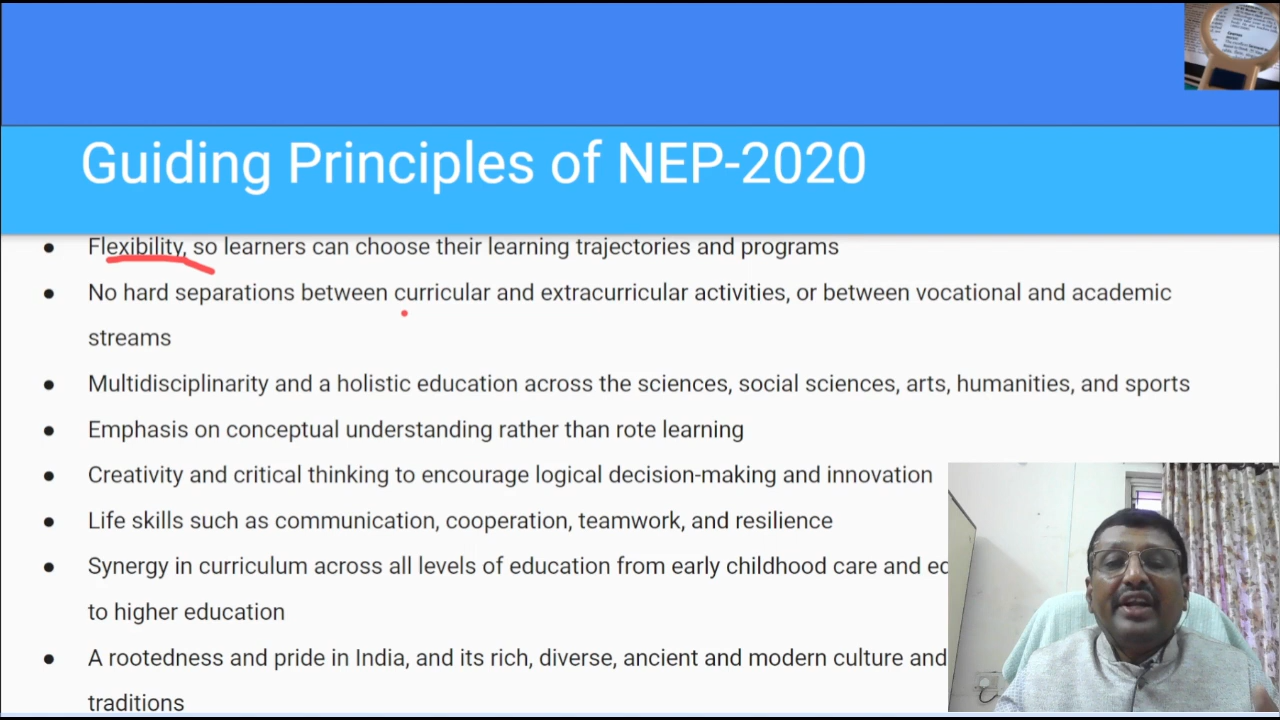 Guiding Principles of NEP-2020
● Flexibility, so learners can choose their learning trajectories and programs
● No hard separations between curricular and extracurricular activities, or between vocational and academic
streams
● Multidisciplinarity and a holistic education across the sciences, social sciences, arts, humanities, and sports
● Emphasis on conceptual understanding rather than rote learning
● Creativity and critical thinking to encourage logical decision-making and innovation
● Life skills such as communication, cooperation, teamwork, and resilience
● Synergy in curriculum across all levels of education from early childhood care and
to higher education
● A rootedness and pride in India, and its rich, diverse, ancient and modern culture and
traditions